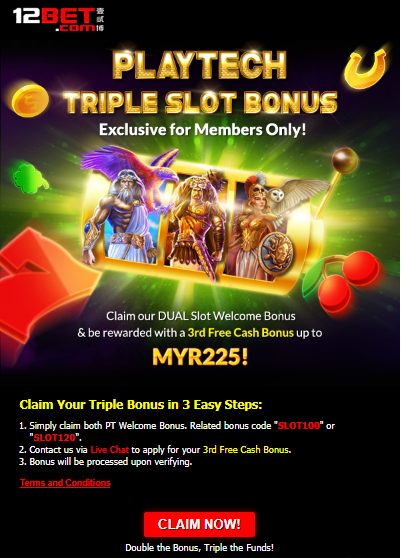 12BET
.com
壹贰博
PLAYTECH
TRIPLE SLOT BONUS
Exclusive for Members Only!
Claim our DUAL Slot Welcome Bonus
& be rewarded with a 3rd Free Cash Bonus up to
MYR225!
Claim Your Triple Bonus in 3 Easy Steps:
1. Simply claim both PT Welcome Bonus. Related bonus code "SLOT100" or
"SLOT120".
2. Contact us via Live Chat to apply for your 3rd Free Cash Bonus.
3. Bonus will be processed upon verifying.
Terms and Conditions
CLAIM NOW!
Double the Bonus, Triple the Funds!